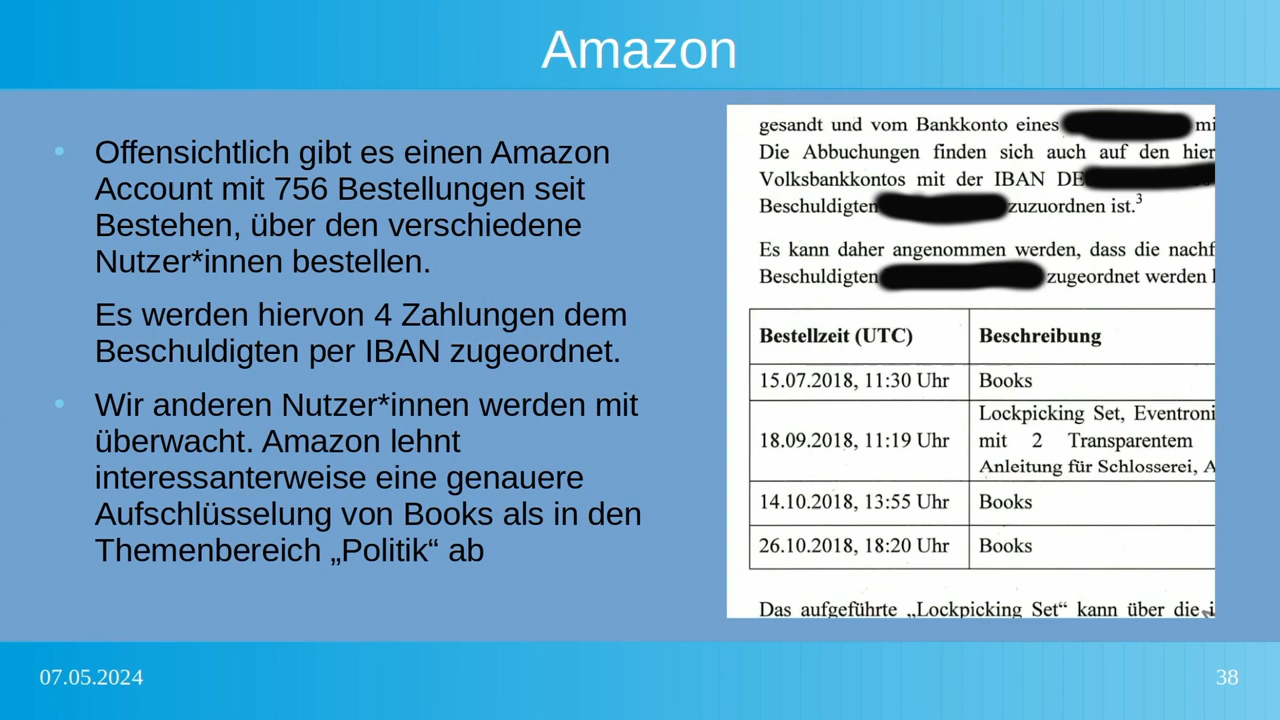 Amazon
Offensichtlich gibt es einen Amazon
Account mit 756 Bestellungen seit
Bestehen, über den verschiedene
Nutzer*innen bestellen.
Es werden hiervon 4 Zahlungen dem
Beschuldigten per IBAN zugeordnet.
Wir anderen Nutzer*innen werden mit
überwacht. Amazon lehnt
interessanterweise eine genauere
Aufschlüsselung von Books als in den
Themenbereich „Politik“ ab
gesandt und vom Bankkonto eines mi
Die Abbuchungen finden sich auch auf den hier
Volksbankkontos mit der IBAN DE
Beschuldigten zuzuordnen ist.3
Es kann daher angenommen werden, dass die nachf
Beschuldigten zugeordnet werden
Bestellzeit (UTC) Beschreibung
15.07.2018, 11:30 Uhr Books
18.09.2018, 11:19 Uhr Lockpicking Set, Eventroni
mit 2 Transparentem
Anleitung für Schlosserei, A
14.10.2018, 13:55 Uhr Books
26.10.2018, 18:20 Uhr Books
Das aufgeführte „Lockpicking Set“ kann über die i
07.05.2024
38